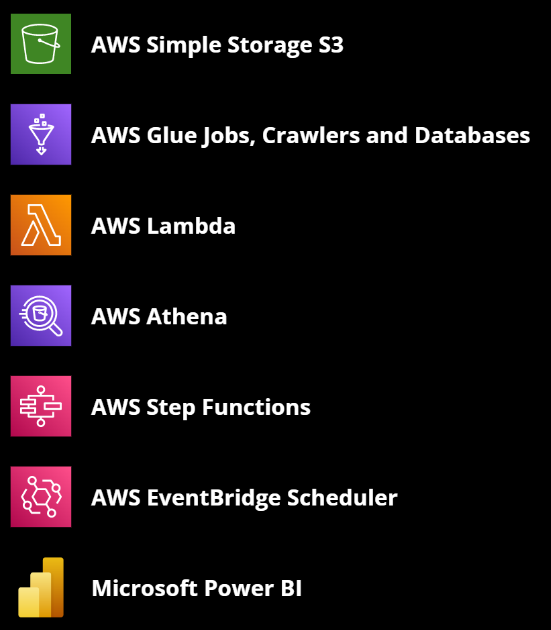 AWS Simple Storage S3
AWS Glue Jobs, Crawlers and Databases
AWS Lambda
AWS Athena
AWS Step Functions
AWS EventBridge Scheduler
Microsoft Power BI